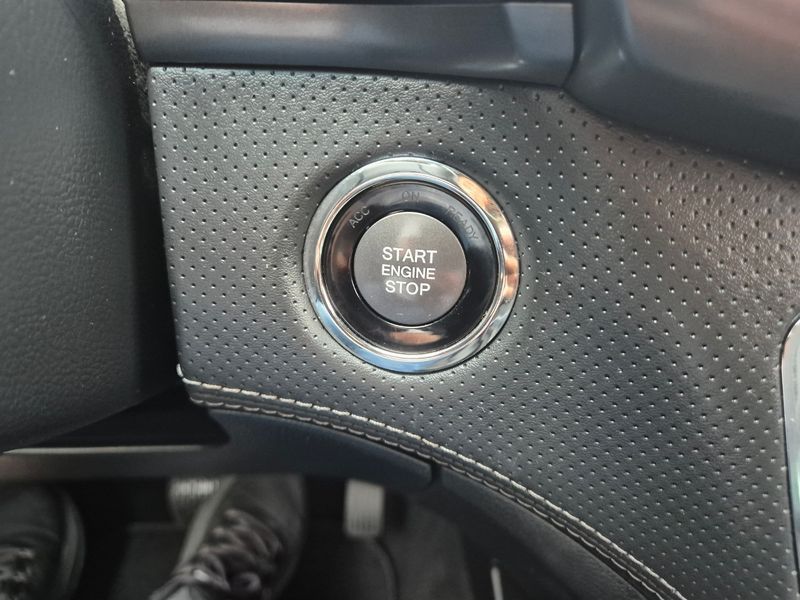 ACC ON READY
START
ENGINE
STOP